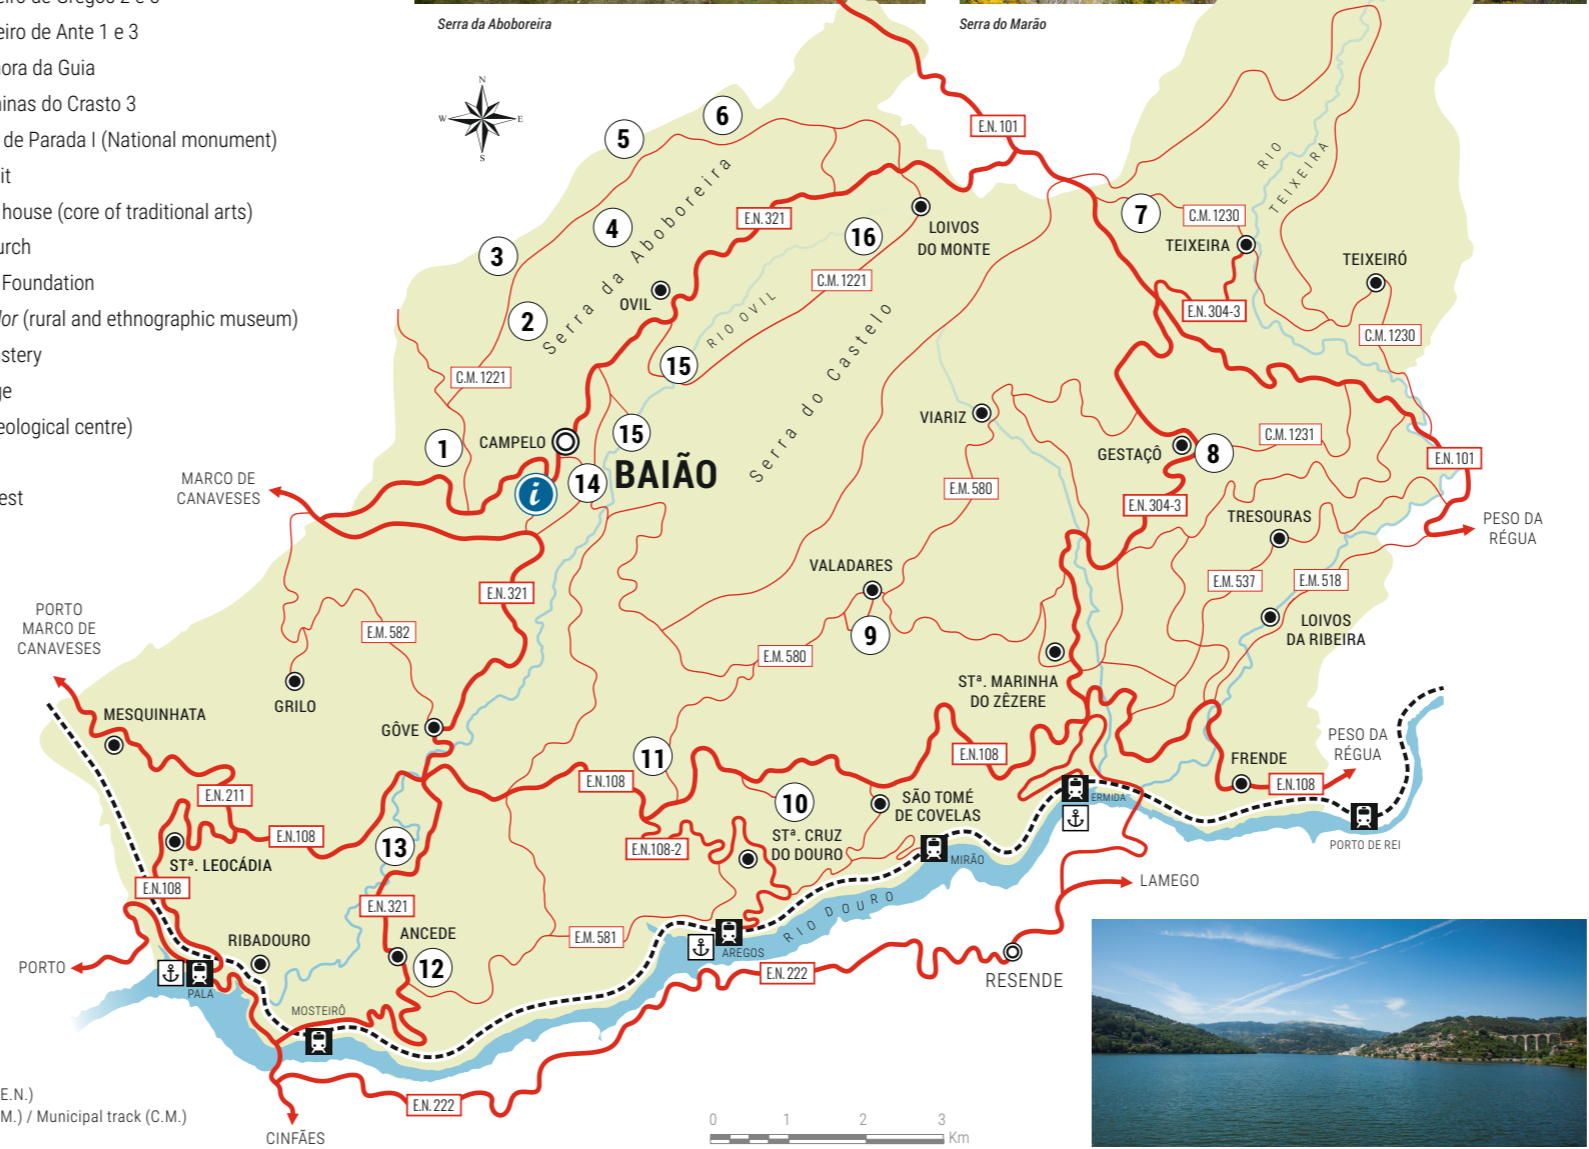 eiro de Gregos 2 e 3
Serra da Aboboreira
Serra do Marão
eiro de Ante 1 e 3
ora da Guia
inas do Crasto 3
de Parada I (National monument)
it
house (core of traditional arts)
urch
Foundation
dor (rural and ethnographic museum)
stery
ge
eological centre)
est
N
W
E
S
6
5
E.N. 101
RIO
TEIXEIRA
4
3
E.N. 321
16
LOIVOS
DO MONTE
7
C.M. 1230
TEIXEIRA
TEIXEIRÓ
Serra da Aboboreira
C.M. 1221
OVIL
2
RIO OVIL
Serra do Castelo
E.N. 304-3
C.M. 1230
15
C.M. 1221
VIARIZ
1
CAMPELO
15
i
14
BAIÃO
GESTAÇÔ
8
C.M. 1231
E.N. 101
MARCO DE
CANAVESES
E.M. 580
E.N. 304-3
TRESOURAS
PESO DA
RÉGUA
E.N. 321
VALADARES
E.M. 537
E.M. 518
PORTO
MARCO DE
CANAVESES
E.M. 582
9
LOIVOS
DA RIBEIRA
E.M. 580
STª. MARINHA
DO ZÊZERE
GRILO
MESQUINHATA
GÔVE
11
E.N.108
E.N.108
PESO DA
RÉGUA
FRENDE
E.N.108
E.N. 211
E.N.108
10
SÃO TOMÉ
DE COVELAS
ERMIDA
PORTO DE REI
13
E.N.108-2
STª. CRUZ
DO DOURO
MIRÃO
STª. LEOCÁDIA
E.N.108
E.N. 321
LAMEGO
RIBADOURO
ANCEDE
E.M. 581
AREGOS
RIO DOURO
12
PORTO
PALA
E.N. 222
RESENDE
MOSTEIRÔ
E.N.)
M.) / Municipal track (C.M.)
E.N. 222
CINFÃES
0
1
2
3
Km